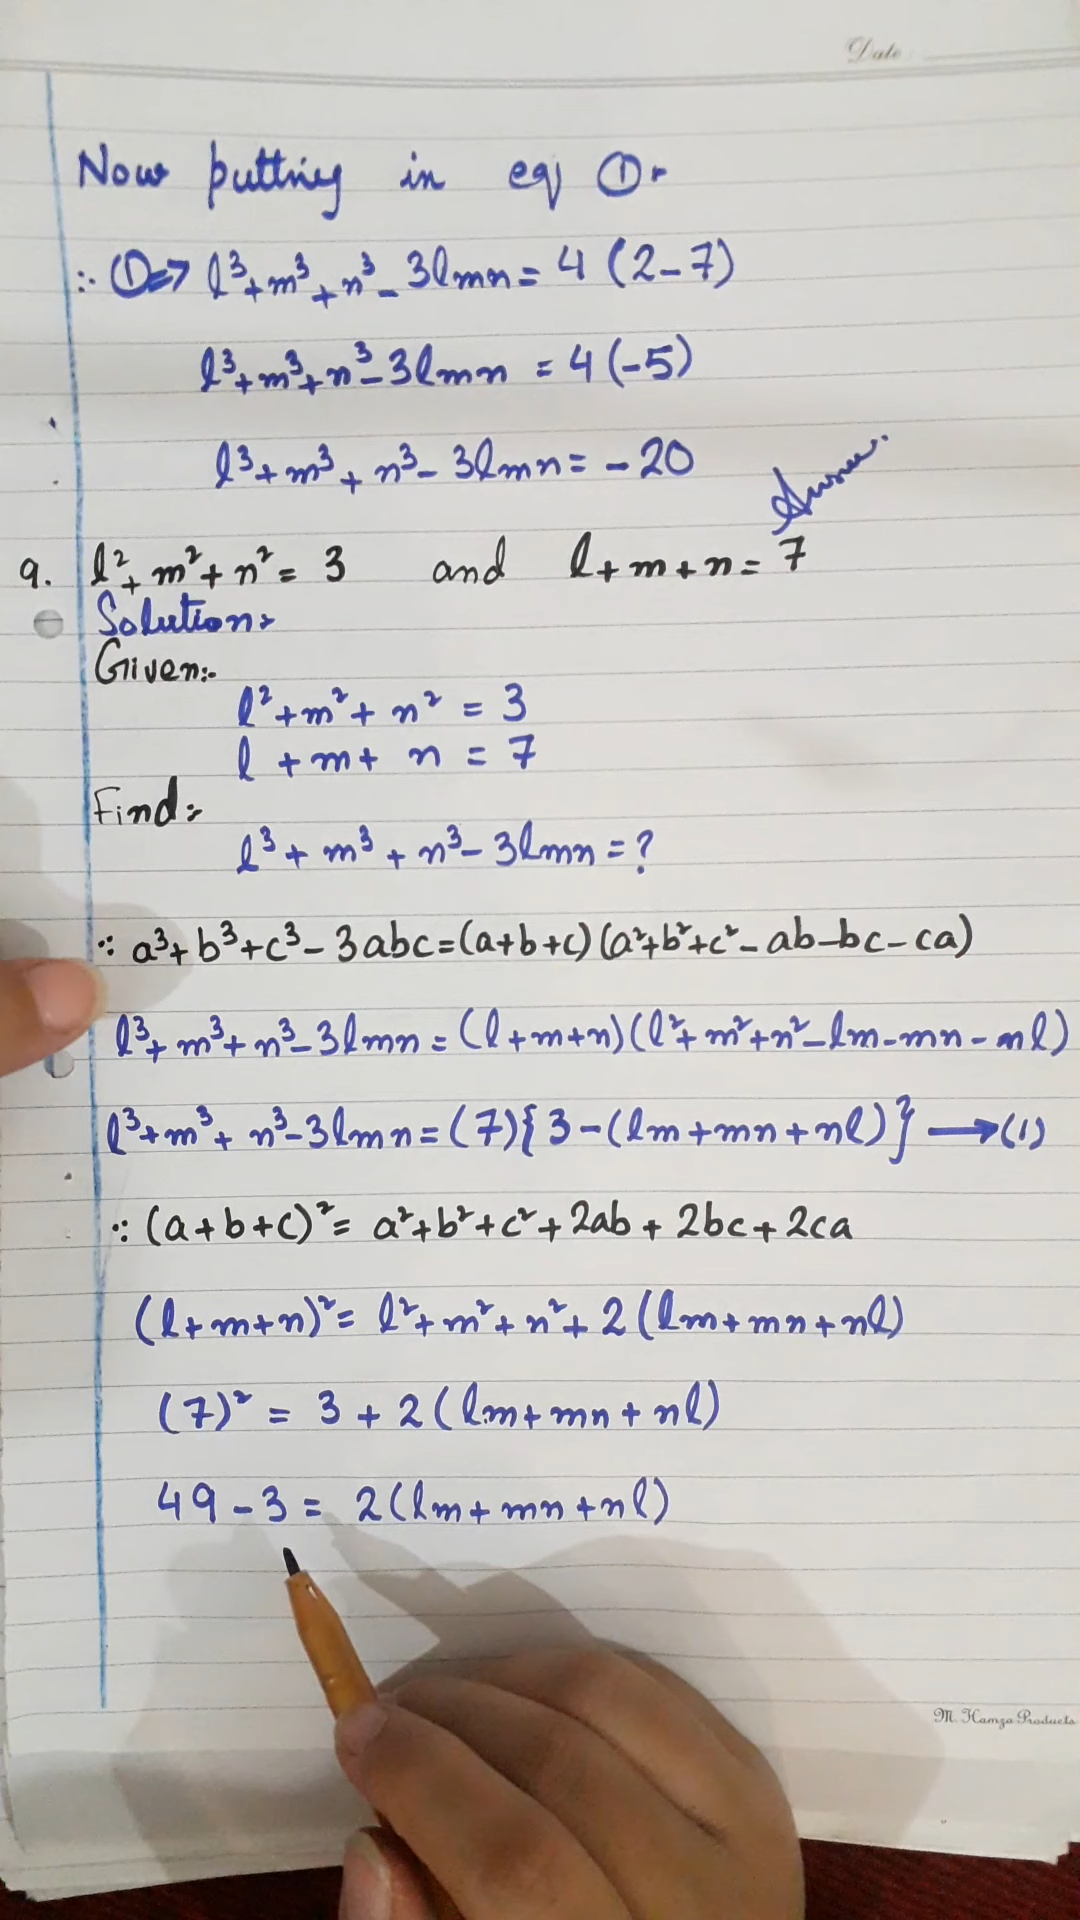 Date
Now putting in eq ①:-
∴ ①=> l³+m³+n³-3lmn = 4(2-7)
l³+m³+n³-3lmn = 4(-5)
l³+m³+n³-3lmn = -20
Answer.
9. l²+m²+n² = 3 and l+m+n = 7
Solution:-
Given:-
l²+m²+n² = 3
l+m+n = 7
Find:-
l³+m³+n³-3lmn = ?
∵ a³+b³+c³-3abc=(a+b+c)(a²+b²+c²-ab-bc-ca)
l³+m³+n³-3lmn = (l+m+n)(l²+m²+n²-lm-mn-nl)
l³+m³+n³-3lmn = (7){3-(lm+mn+nl)} →(1)
∵ (a+b+c)² = a²+b²+c²+2ab+2bc+2ca
(l+m+n)² = l²+m²+n²+2(lm+mn+nl)
(7)² = 3+2(lm+mn+nl)
49-3 = 2(lm+mn+nl)
M. Hamza Products